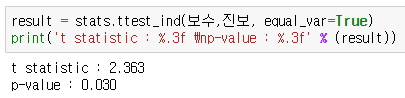 result = stats.ttest_ind(보수,진보, equal_var=True)
print('t statistic : %.3f ₩np-value : %.3f' % (result))
t statistic : 2.363
p-value : 0.030